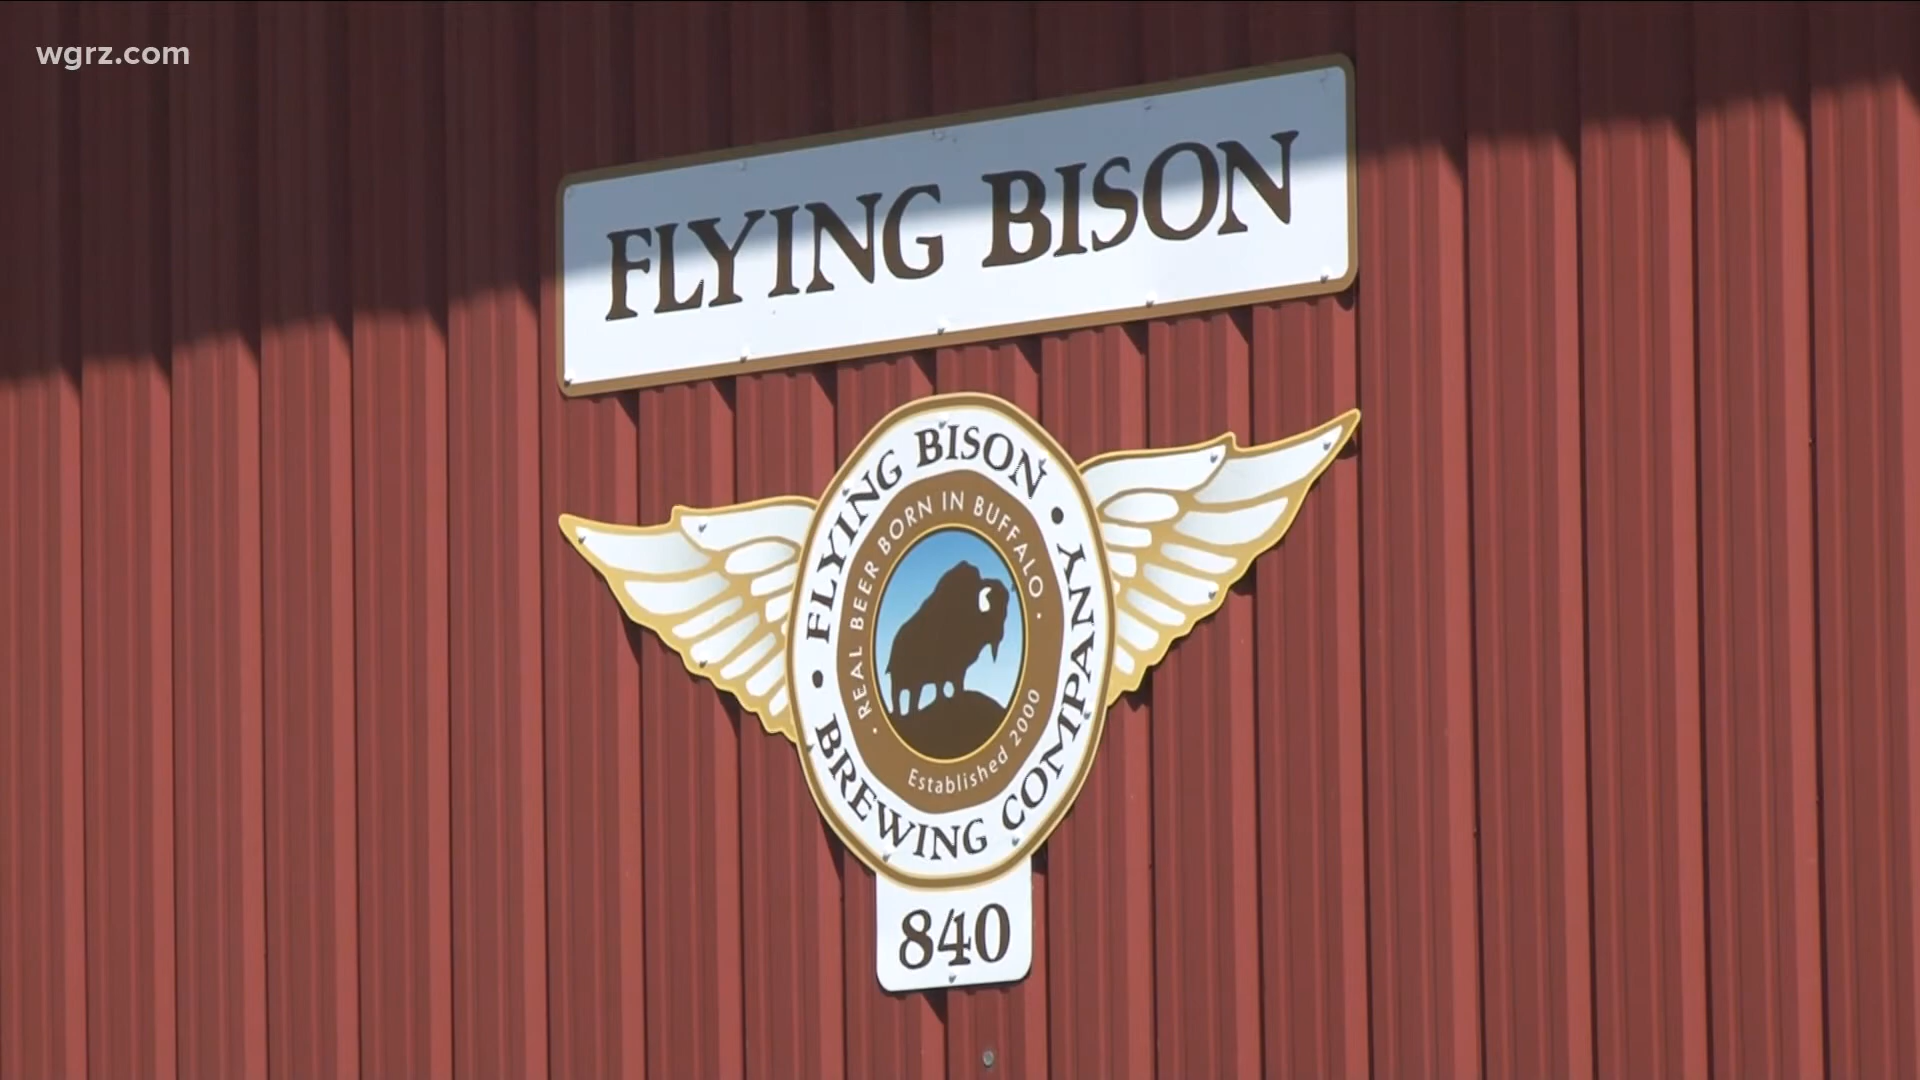 wgrz.com
FLYING BISON
FLYING BISON
• BREWING COMPANY •
· REAL BEER BORN IN BUFFALO ·
Established 2000
840